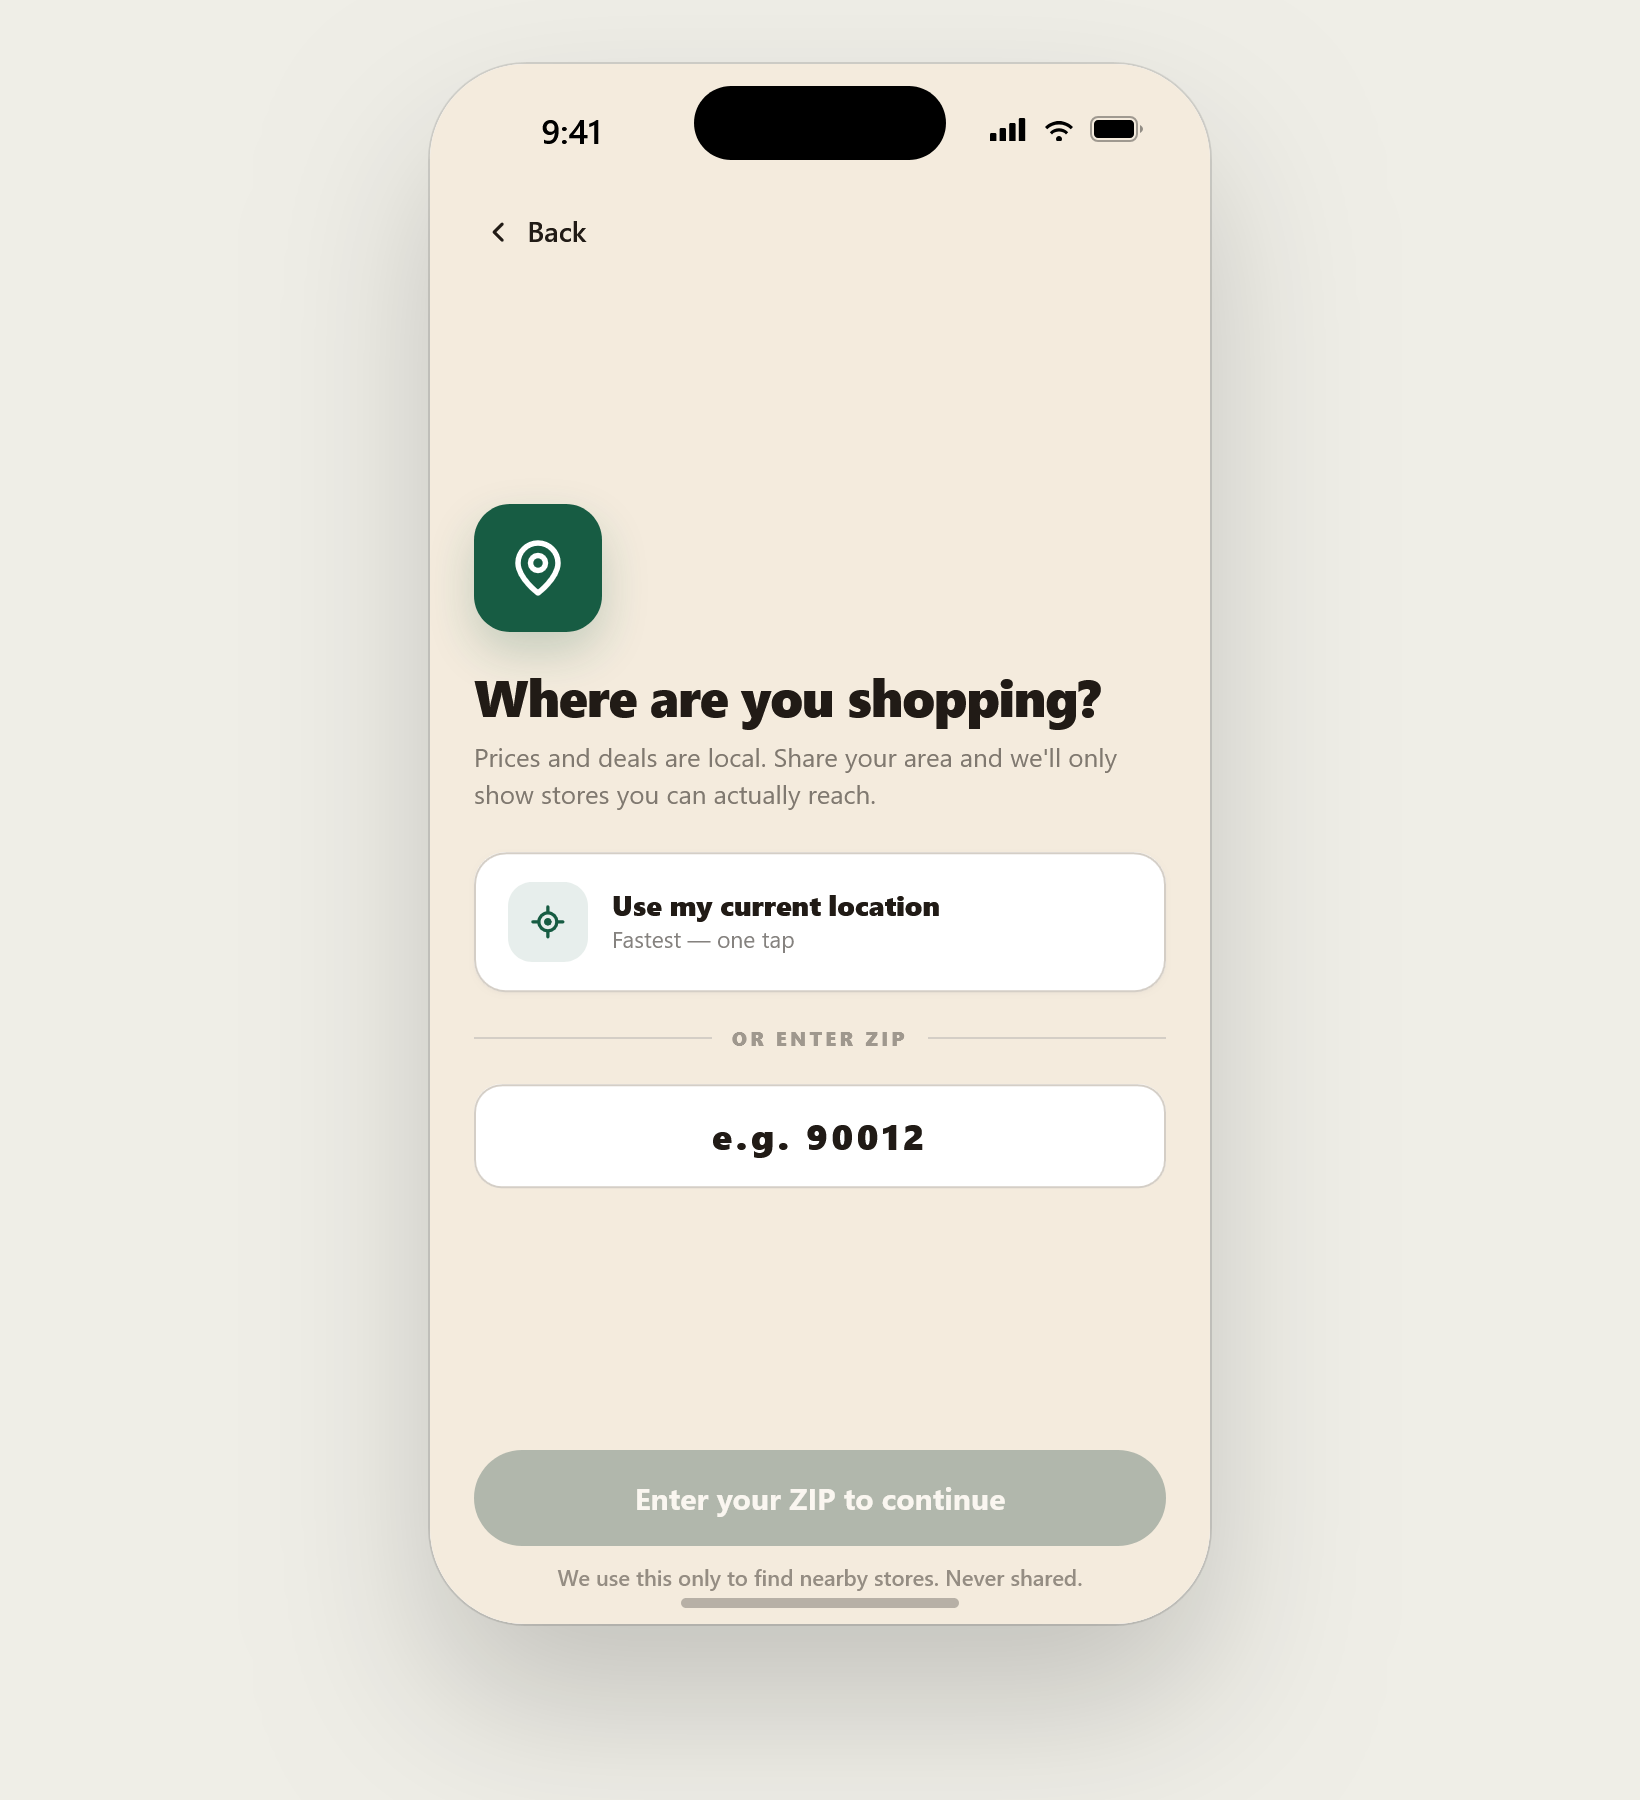 9:41
Back
Where are you shopping?
Prices and deals are local. Share your area and we'll only
show stores you can actually reach.
Use my current location
Fastest — one tap
OR ENTER ZIP
e.g. 90012
Enter your ZIP to continue
We use this only to find nearby stores. Never shared.